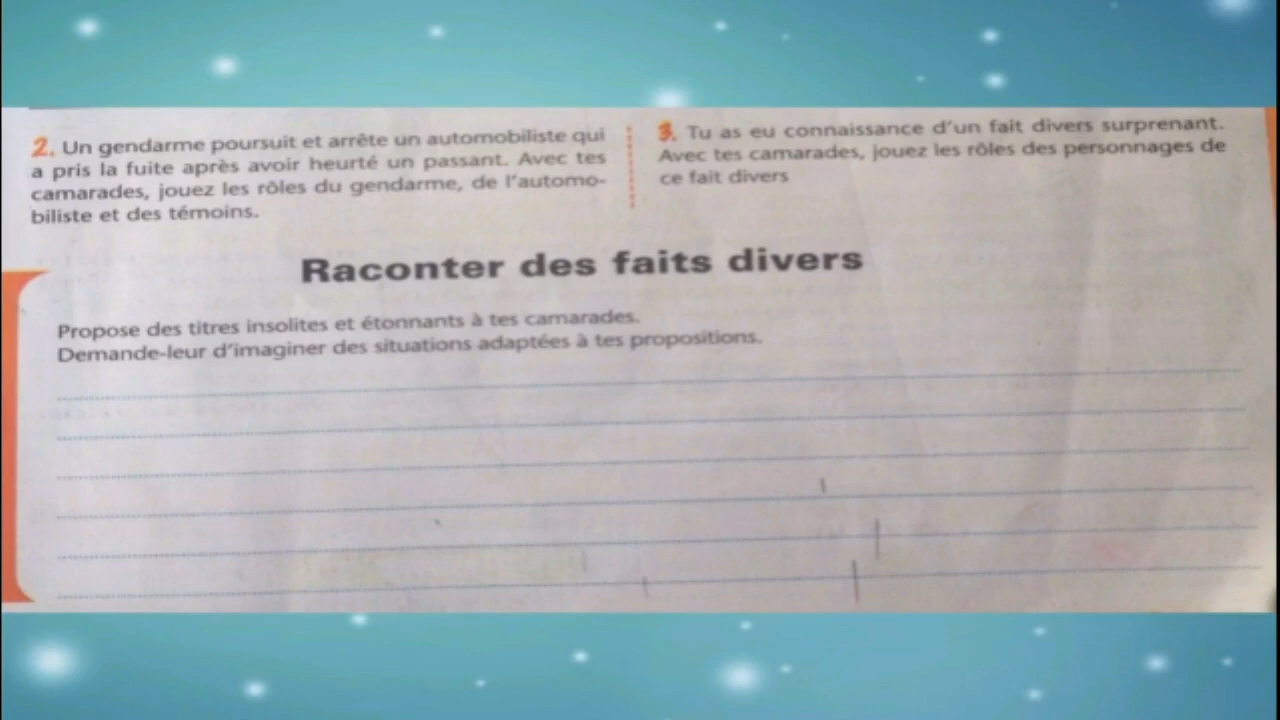 2. Un gendarme poursuit et arrête un automobiliste qui
a pris la fuite après avoir heurté un passant. Avec tes
camarades, jouez les rôles du gendarme, de l'automo-
biliste et des témoins.
3. Tu as eu connaissance d'un fait divers surprenant.
Avec tes camarades, jouez les rôles des personnages de
ce fait divers
Raconter des faits divers
Propose des titres insolites et étonnants à tes camarades.
Demande-leur d'imaginer des situations adaptées à tes propositions.